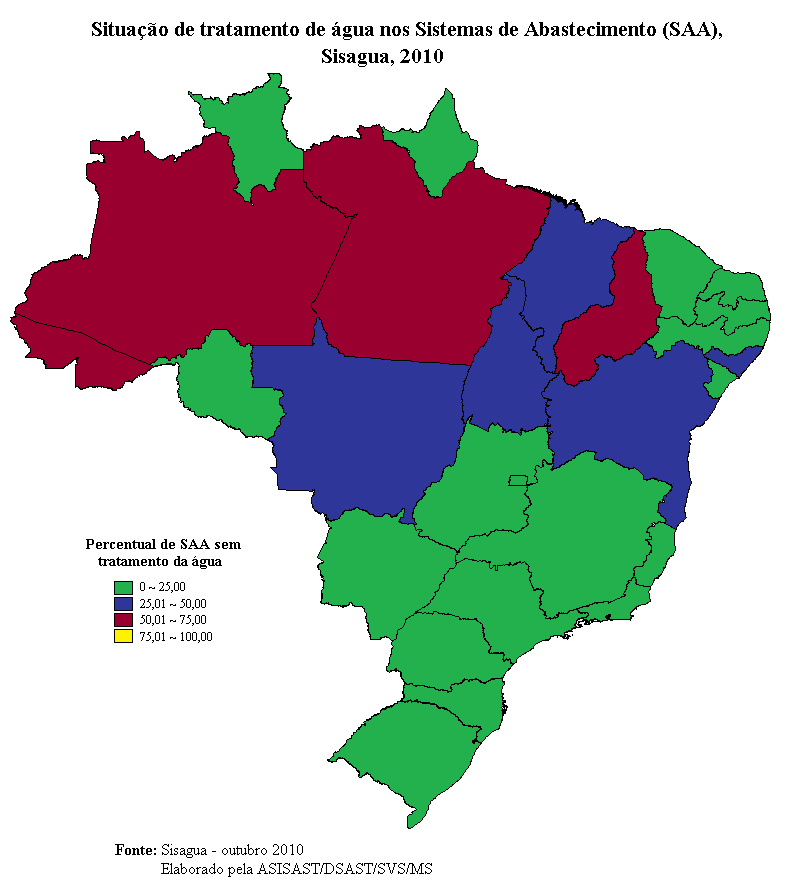 Situação de tratamento de água nos Sistemas de Abastecimento (SAA),
Sisagua, 2010
Percentual de SAA sem
tratamento da água
0 ~ 25,00
25,01 ~ 50,00
50,01 ~ 75,00
75,01 ~ 100,00
Fonte: Sisagua - outubro 2010
Elaborado pela ASISAST/DSAST/SVS/MS